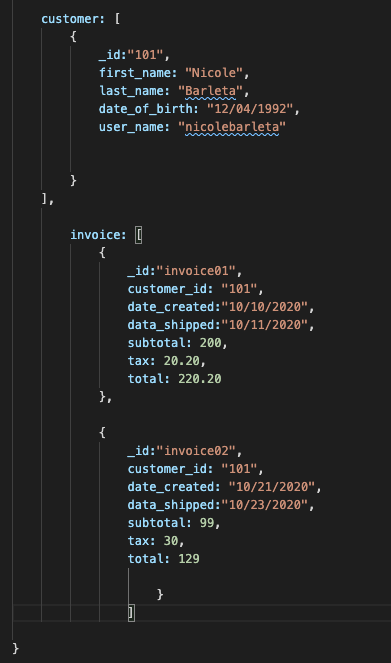 customer: [
{
_id:"101",
first_name: "Nicole",
last_name: "Barleta",
date_of_birth: "12/04/1992",
user_name: "nicolebarleta"
}
],
invoice: [
{
_id:"invoice01",
customer_id: "101",
date_created:"10/10/2020",
data_shipped:"10/11/2020",
subtotal: 200,
tax: 20.20,
total: 220.20
},
{
_id:"invoice02",
customer_id: "101",
date_created: "10/21/2020",
data_shipped:"10/23/2020",
subtotal: 99,
tax: 30,
total: 129
}
]
}